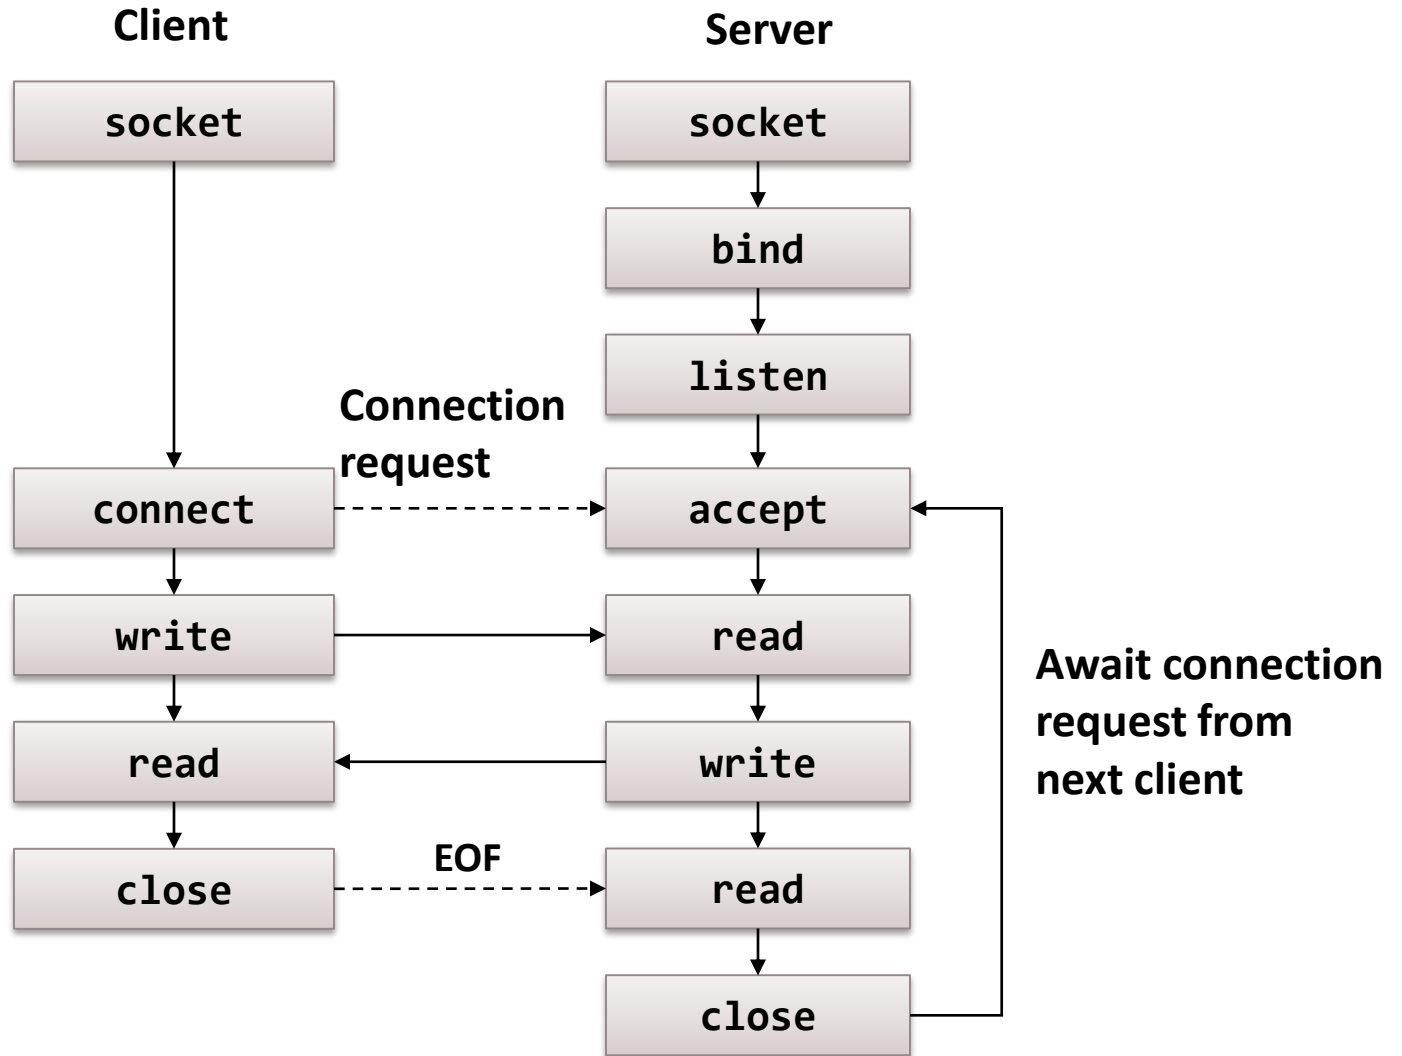 Client
Server
socket
socket
bind
listen
Connection
request
connect
accept
write
read
Await connection
request from
next client
read
write
EOF
close
read
close